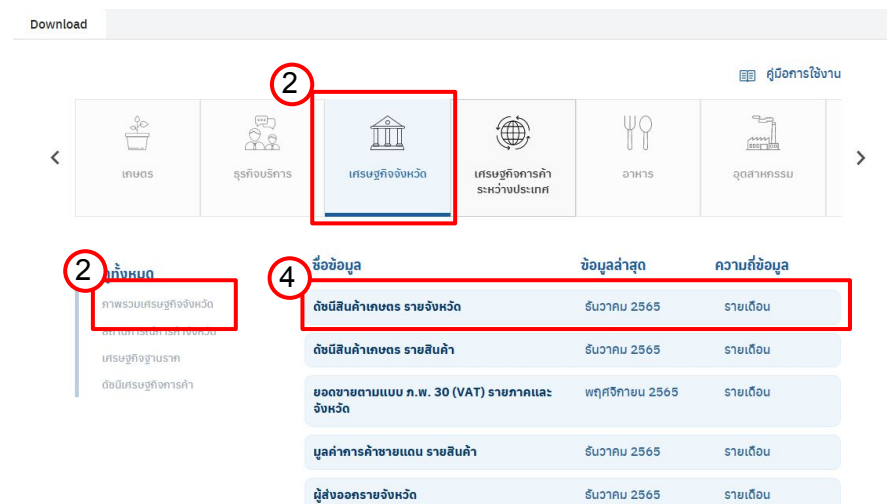 Download
คู่มือการใช้งาน
2
เกษตร
ธุรกิจบริการ
เศรษฐกิจจังหวัด
เศรษฐกิจการค้า
ระหว่างประเทศ
อาหาร
อุตสาหกรรม
2
4
ชื่อข้อมูล ข้อมูลล่าสุด ความถี่ข้อมูล
ภาพรวมเศรษฐกิจจังหวัด
เศรษฐกิจฐานราก
ดัชนีเศรษฐกิจการค้า
ดัชนีสินค้าเกษตร รายจังหวัด ธันวาคม 2565 รายเดือน
ดัชนีสินค้าเกษตร รายสินค้า ธันวาคม 2565 รายเดือน
ยอดขายตามแบบ ภ.พ. 30 (VAT) รายภาคและ พฤศจิกายน 2565 รายเดือน
จังหวัด
มูลค่าการค้าชายแดน รายสินค้า ธันวาคม 2565 รายเดือน
ผู้ส่งออกรายจังหวัด ธันวาคม 2565 รายเดือน